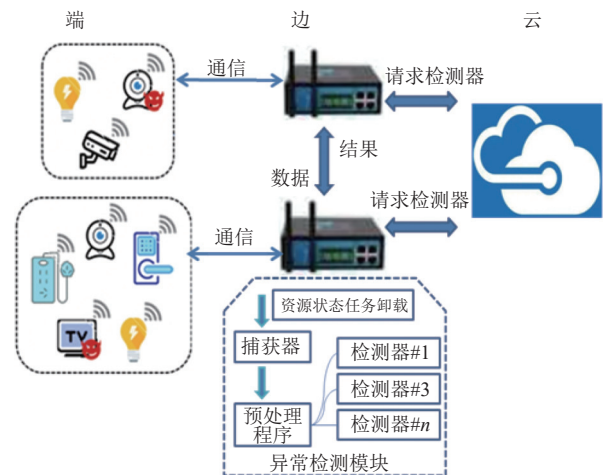 端 边 云
通信
请求检测器
结果
数据
请求检测器
通信
TV
资源状态任务卸载
捕获器
检测器#1
检测器#3
预处理
程序
检测器#n
异常检测模块